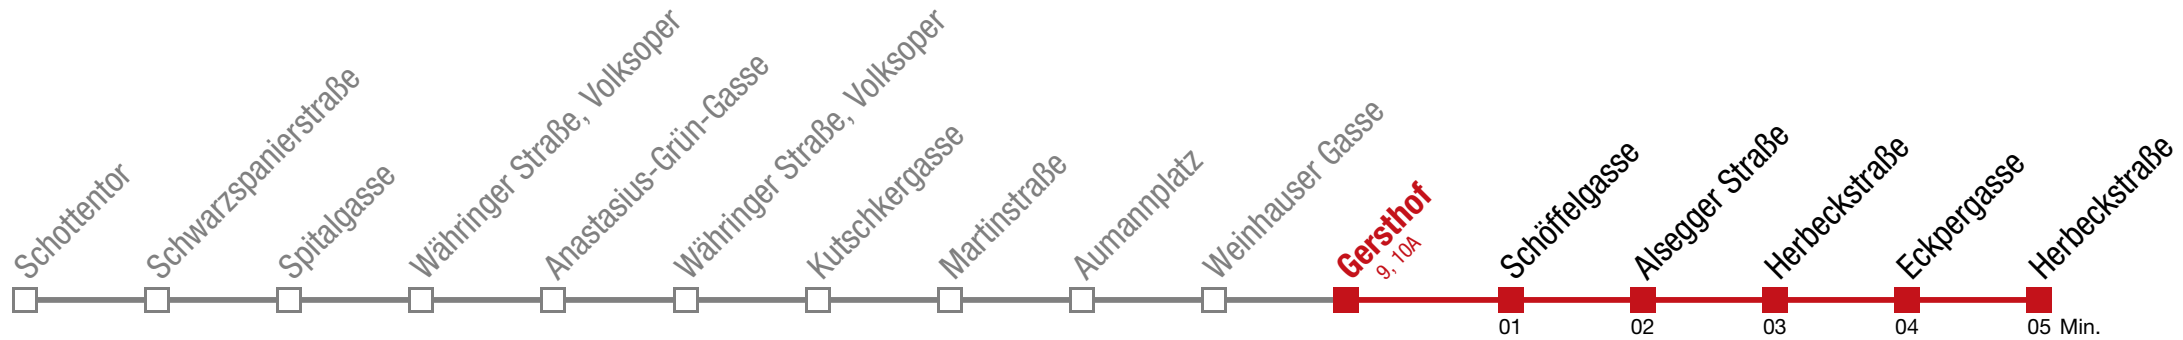 Schottentor
Schwarzspanierstraße
Spitalgasse
Währinger Straße, Volksoper
Anastasius-Grün-Gasse
Währinger Straße, Volksoper
Kutschkergasse
Martinstraße
Aumannplatz
Weinhauser Gasse
Gersthof
9, 10A
Schöffelgasse
Alsegger Straße
Herbeckstraße
Eckpergasse
Herbeckstraße
01 02 03 04 05 Min.